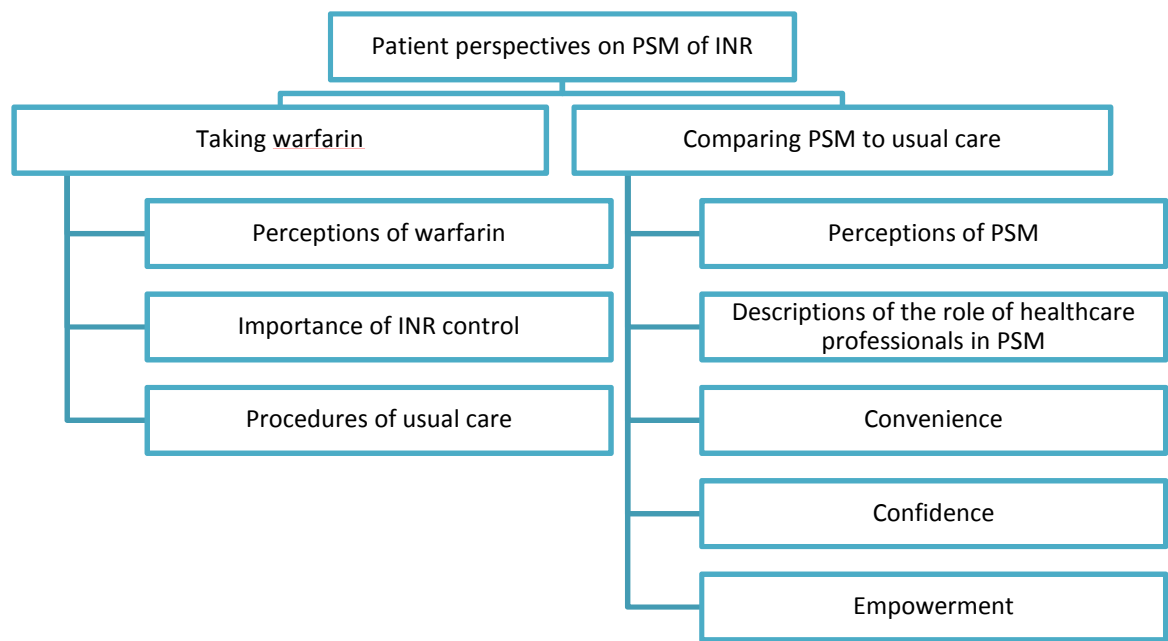 Patient perspectives on PSM of INR
Taking warfarin
Comparing PSM to usual care
Perceptions of warfarin
Importance of INR control
Procedures of usual care
Perceptions of PSM
Descriptions of the role of healthcare
professionals in PSM
Convenience
Confidence
Empowerment